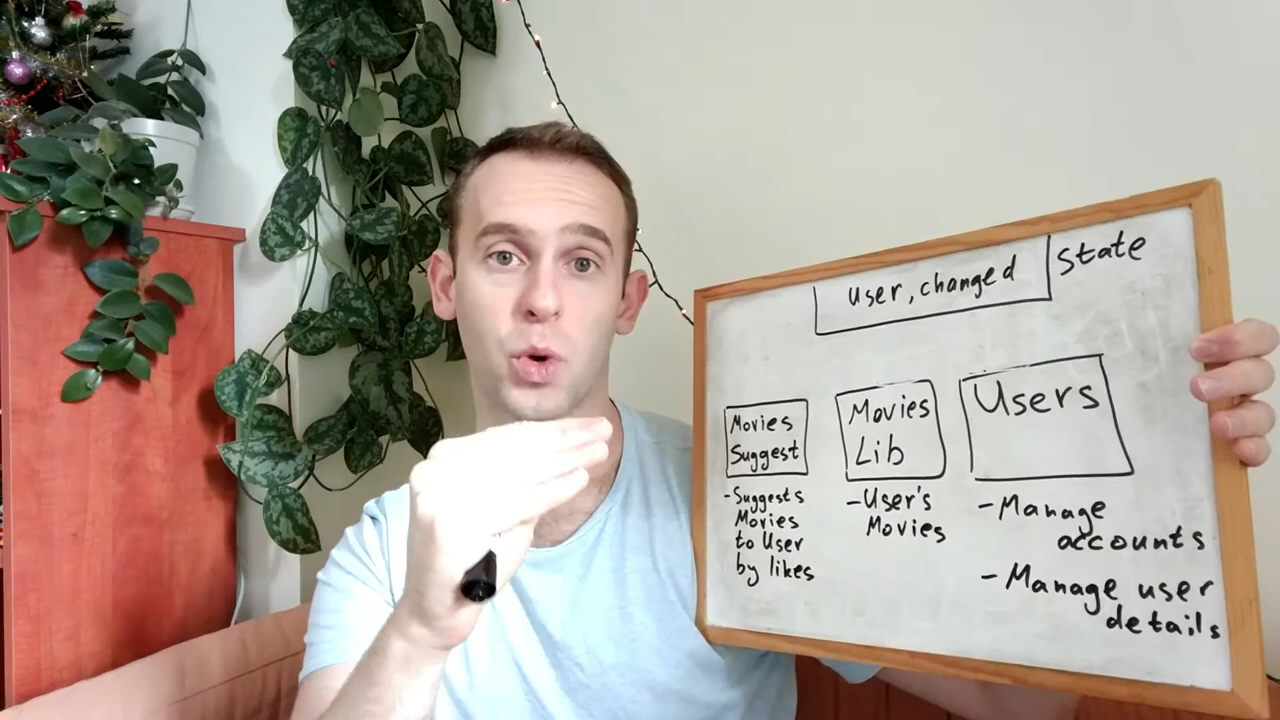 User, changed
State
Movies
Suggest
-Suggests
Movies
to User
by likes
Movies
Lib
-User's
Movies
Users
-Manage
accounts
-Manage user
details